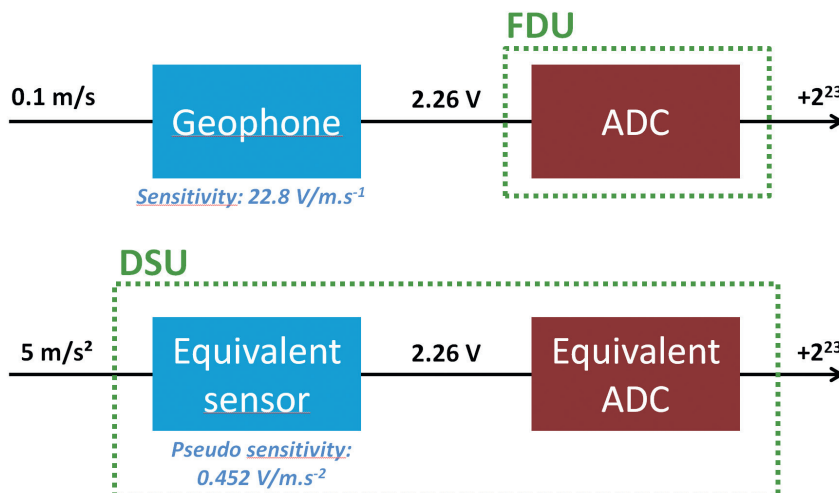 FDU
0.1 m/s
Geophone
2.26 V
ADC
+2²³
Sensitivity: 22.8 V/m.s⁻¹
DSU
5 m/s²
Equivalent
sensor
2.26 V
Equivalent
ADC
+2²³
Pseudo sensitivity:
0.452 V/m.s⁻²